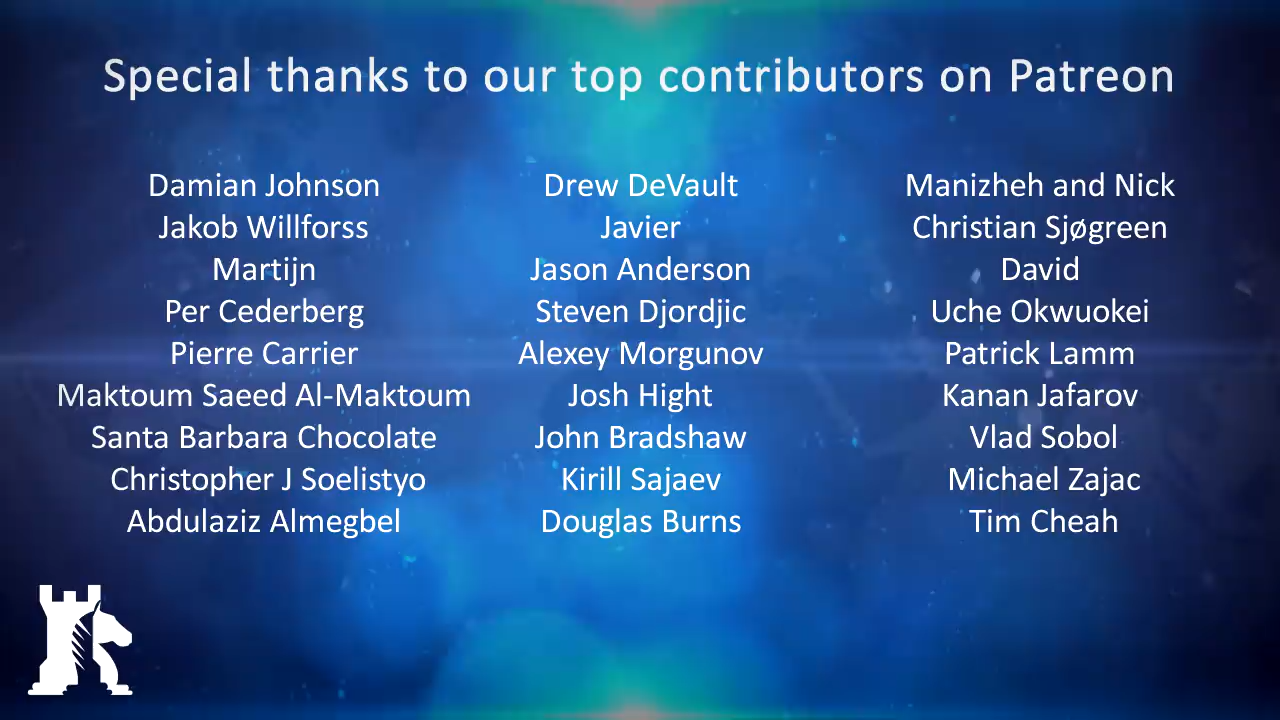 Special thanks to our top contributors on Patreon
Damian Johnson
Jakob Willforss
Martijn
Per Cederberg
Pierre Carrier
Maktoum Saeed Al-Maktoum
Santa Barbara Chocolate
Christopher J Soelistyo
Abdulaziz Almegbel
Drew DeVault
Javier
Jason Anderson
Steven Djordjic
Alexey Morgunov
Josh Hight
John Bradshaw
Kirill Sajaev
Douglas Burns
Manizheh and Nick
Christian Sjøgreen
David
Uche Okwuokei
Patrick Lamm
Kanan Jafarov
Vlad Sobol
Michael Zajac
Tim Cheah